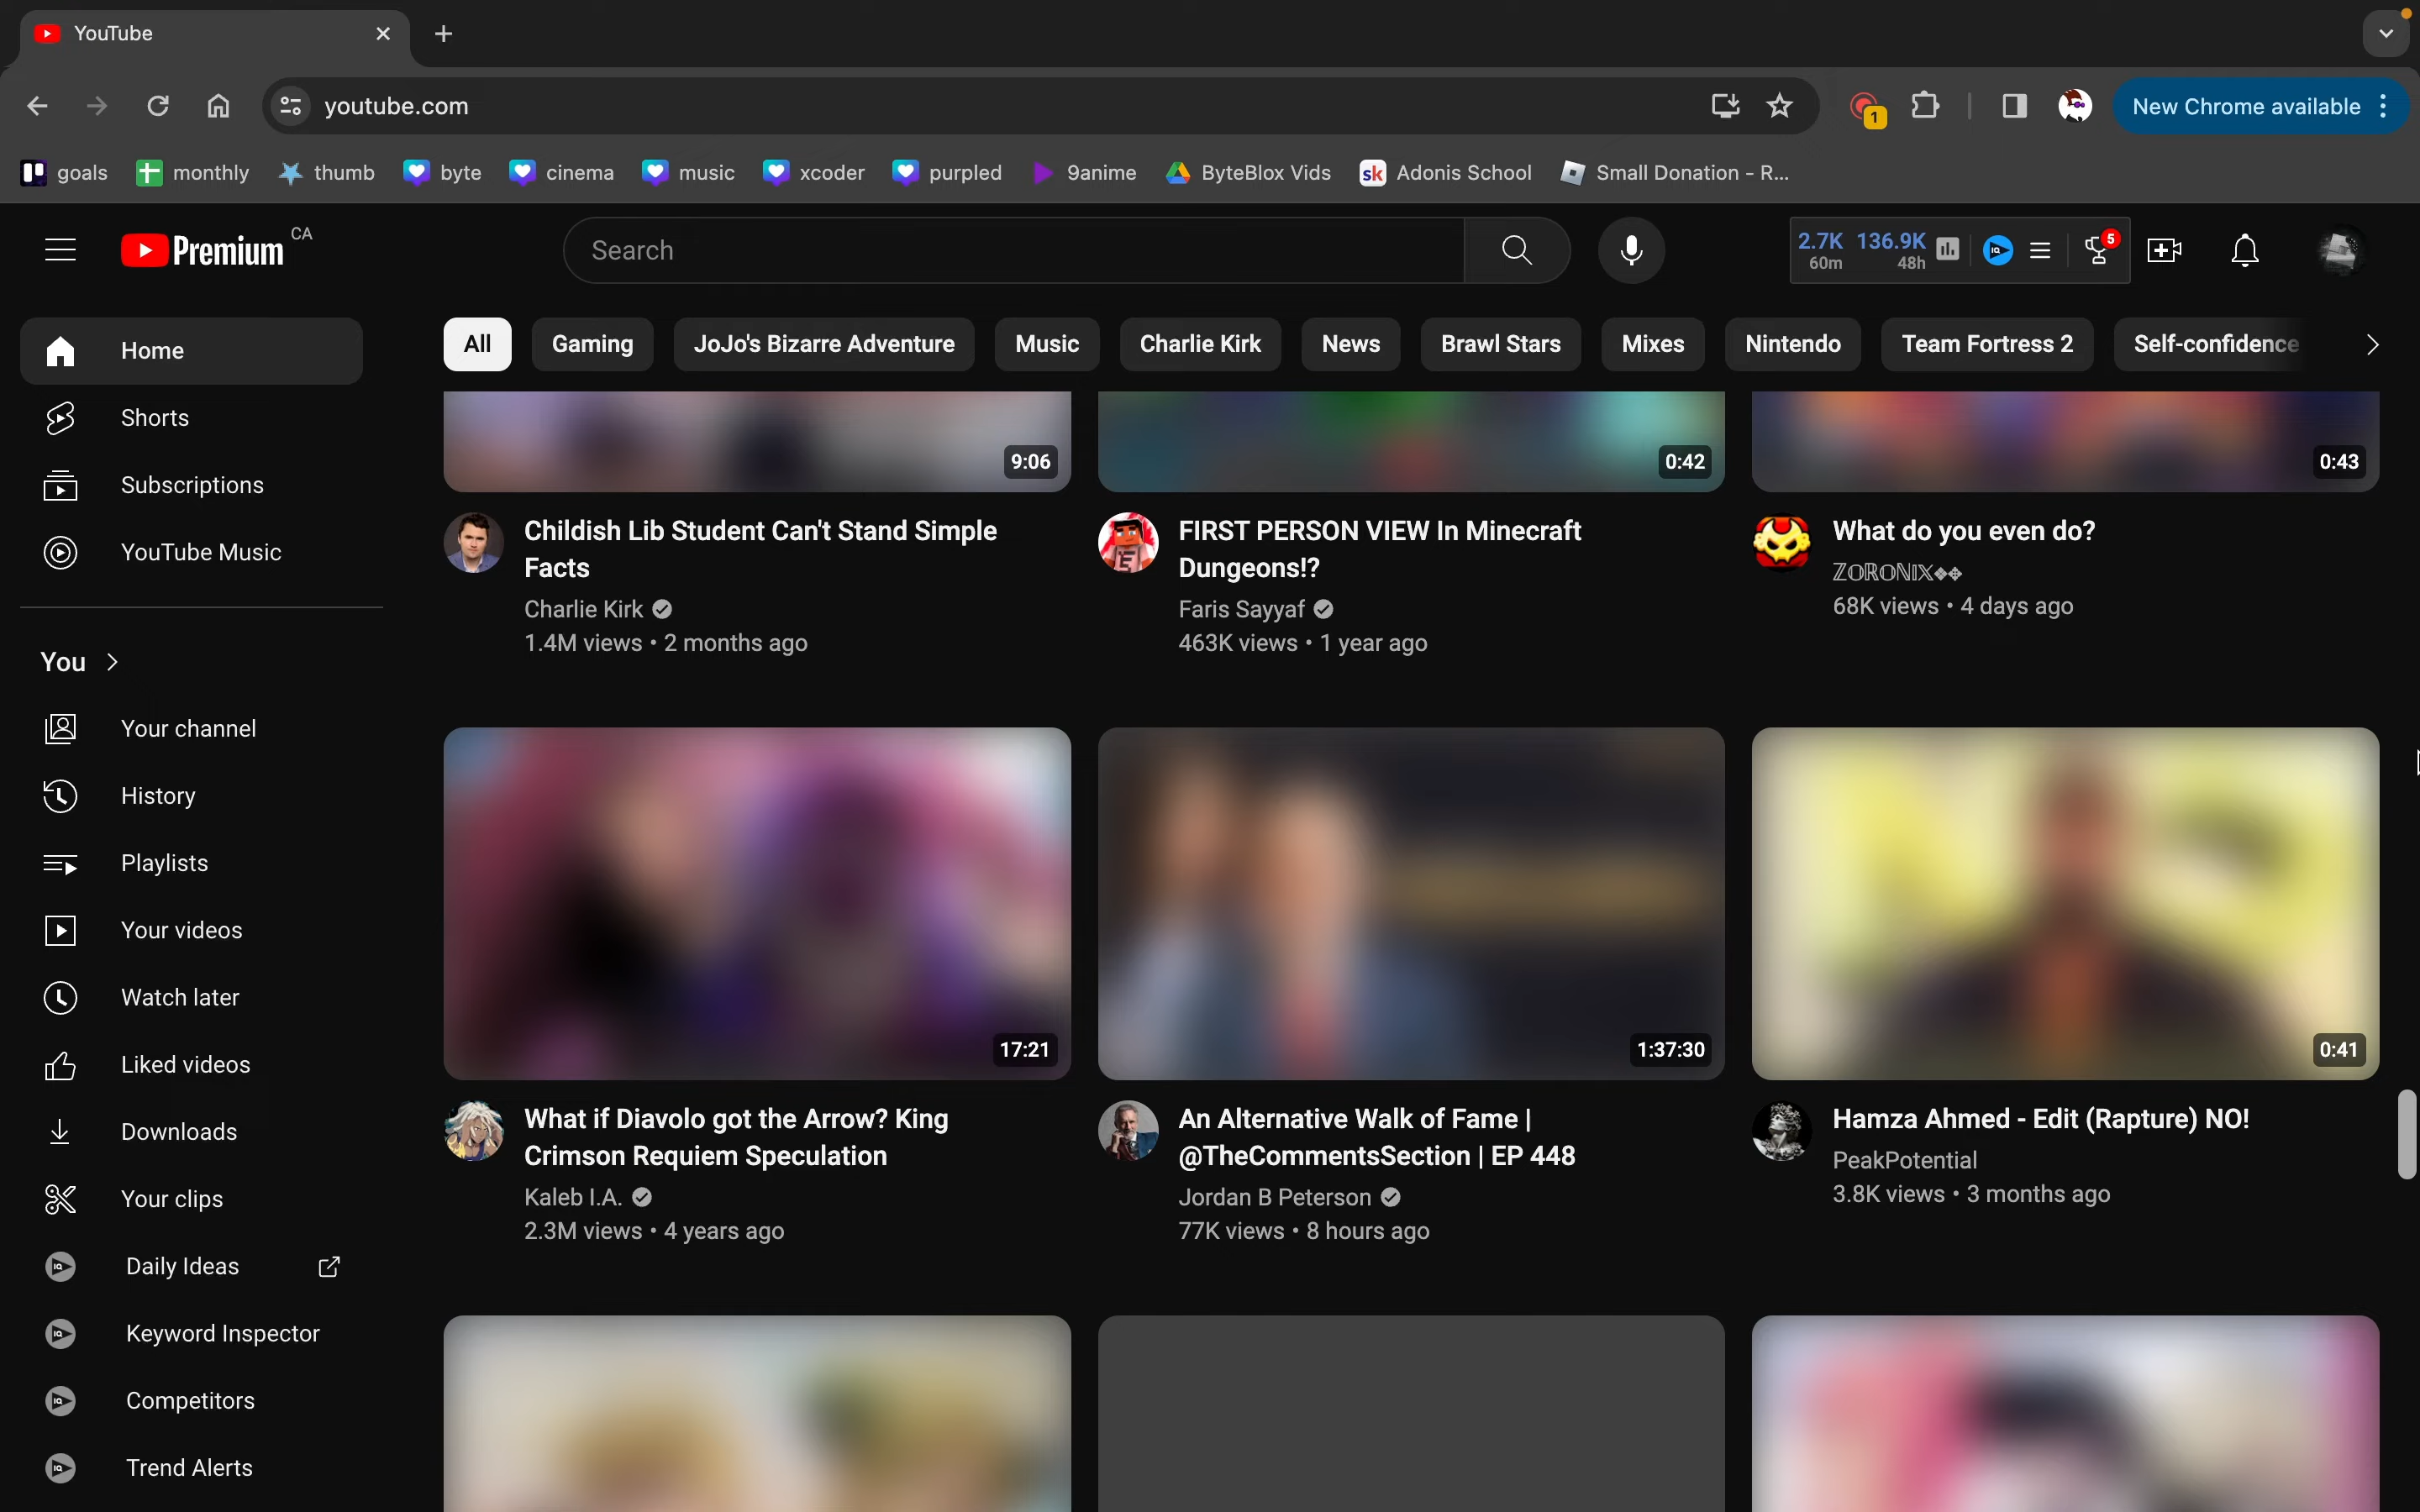 YouTube
youtube.com
1
New Chrome available
goals
monthly
thumb
byte
cinema
music
xcoder
purpled
9anime
ByteBlox Vids
sk
Adonis School
Small Donation - R...
Premium CA
Search
2.7K 136.9K
60m 48h
5
Home
Shorts
Subscriptions
YouTube Music
You
Your channel
History
Playlists
Your videos
Watch later
Liked videos
Downloads
Your clips
Daily Ideas
Keyword Inspector
Competitors
Trend Alerts
All
Gaming
JoJo's Bizarre Adventure
Music
Charlie Kirk
News
Brawl Stars
Mixes
Nintendo
Team Fortress 2
Self-confidence
9:06
Childish Lib Student Can't Stand Simple
Facts
Charlie Kirk
1.4M views • 2 months ago
0:42
FIRST PERSON VIEW In Minecraft
Dungeons!?
Faris Sayyaf
463K views • 1 year ago
0:43
What do you even do?
ℤ𝕆ℝ𝕆ℕ𝕀𝕏
68K views • 4 days ago
17:21
What if Diavolo got the Arrow? King
Crimson Requiem Speculation
Kaleb I.A.
2.3M views • 4 years ago
1:37:30
An Alternative Walk of Fame |
@TheCommentsSection | EP 448
Jordan B Peterson
77K views • 8 hours ago
0:41
Hamza Ahmed - Edit (Rapture) NO!
PeakPotential
3.8K views • 3 months ago